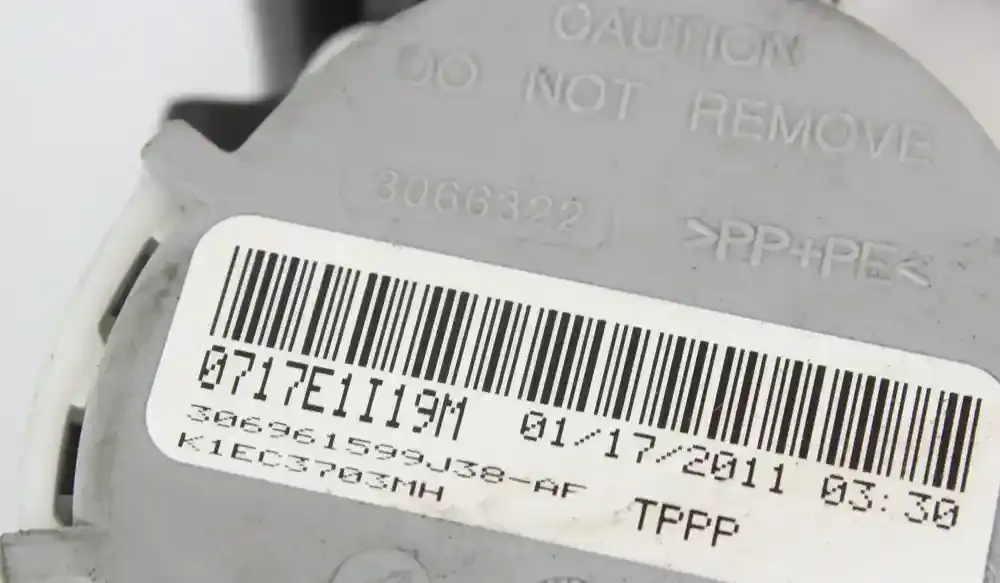 CAUTION
DO NOT REMOVE
3066322
>PP+PE<
0717E1I19M 01/17/2011 03:30
306961599J38-AF
K1EC3703MH
TPPP